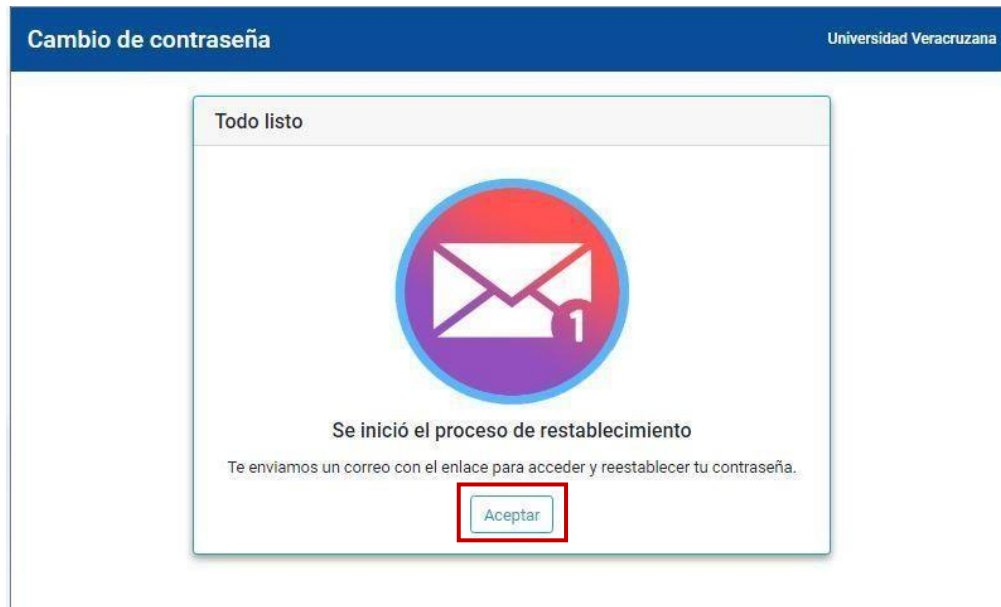 Cambio de contraseña
Universidad Veracruzana
Todo listo
1
Se inició el proceso de restablecimiento
Te enviamos un correo con el enlace para acceder y reestablecer tu contraseña.
Aceptar